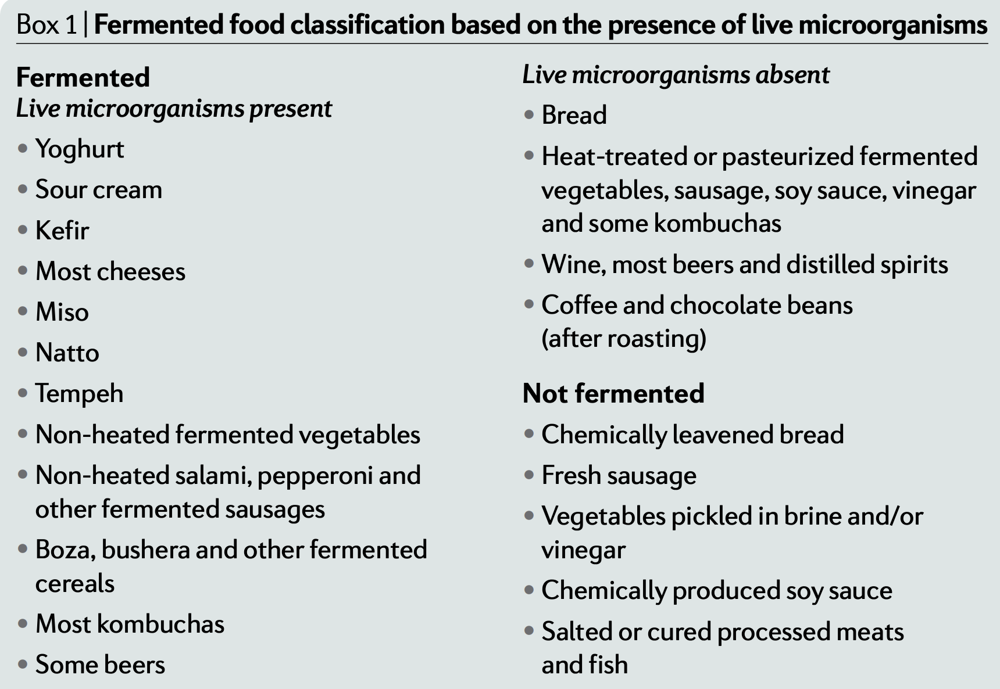 Box 1 | Fermented food classification based on the presence of live microorganisms
Fermented
Live microorganisms present
• Yoghurt
• Sour cream
• Kefir
• Most cheeses
• Miso
• Natto
• Tempeh
• Non-heated fermented vegetables
• Non-heated salami, pepperoni and
other fermented sausages
• Boza, bushera and other fermented
cereals
• Most kombuchas
• Some beers
Live microorganisms absent
• Bread
• Heat-treated or pasteurized fermented
vegetables, sausage, soy sauce, vinegar
and some kombuchas
• Wine, most beers and distilled spirits
• Coffee and chocolate beans
(after roasting)
Not fermented
• Chemically leavened bread
• Fresh sausage
• Vegetables pickled in brine and/or
vinegar
• Chemically produced soy sauce
• Salted or cured processed meats
and fish